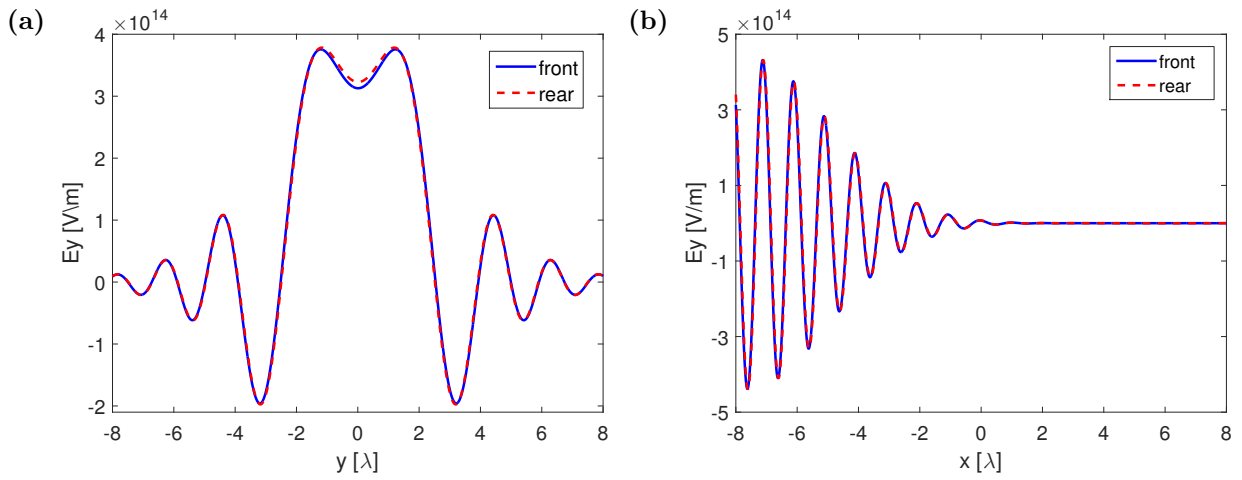 (a)
×10^14
4
3
2
1
0
-1
-2
Ey [V\m]
-8 -6 -4 -2 0 2 4 6 8
y [λ]
front
rear
(b)
×10^14
5
3
1
-1
-3
-5
Ey [V/m]
-8 -6 -4 -2 0 2 4 6 8
x [λ]
front
rear